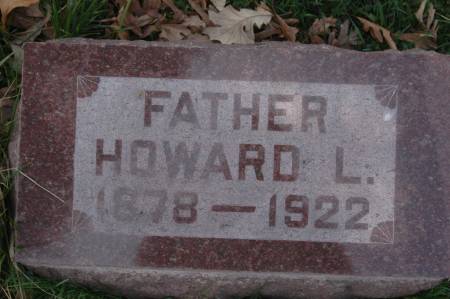 FATHER
HOWARD L.
1878 — 1922